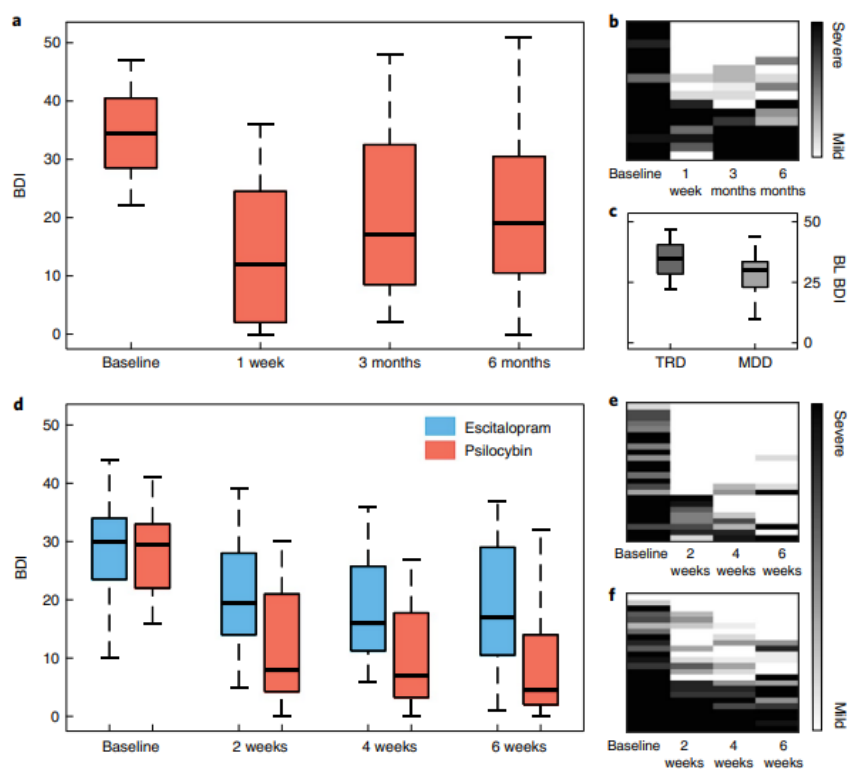 a
50
40
30
20
10
0
BDI
Baseline
1 week
3 months
6 months
b
Severe
Mild
Baseline
1
week
3
months
6
months
c
50
25
0
BL BDI
TRD
MDD
d
50
40
30
20
10
0
BDI
Escitalopram
Psilocybin
Baseline
2 weeks
4 weeks
6 weeks
e
Severe
Baseline
2
weeks
4
weeks
6
weeks
f
Mild
Baseline
2
weeks
4
weeks
6
weeks